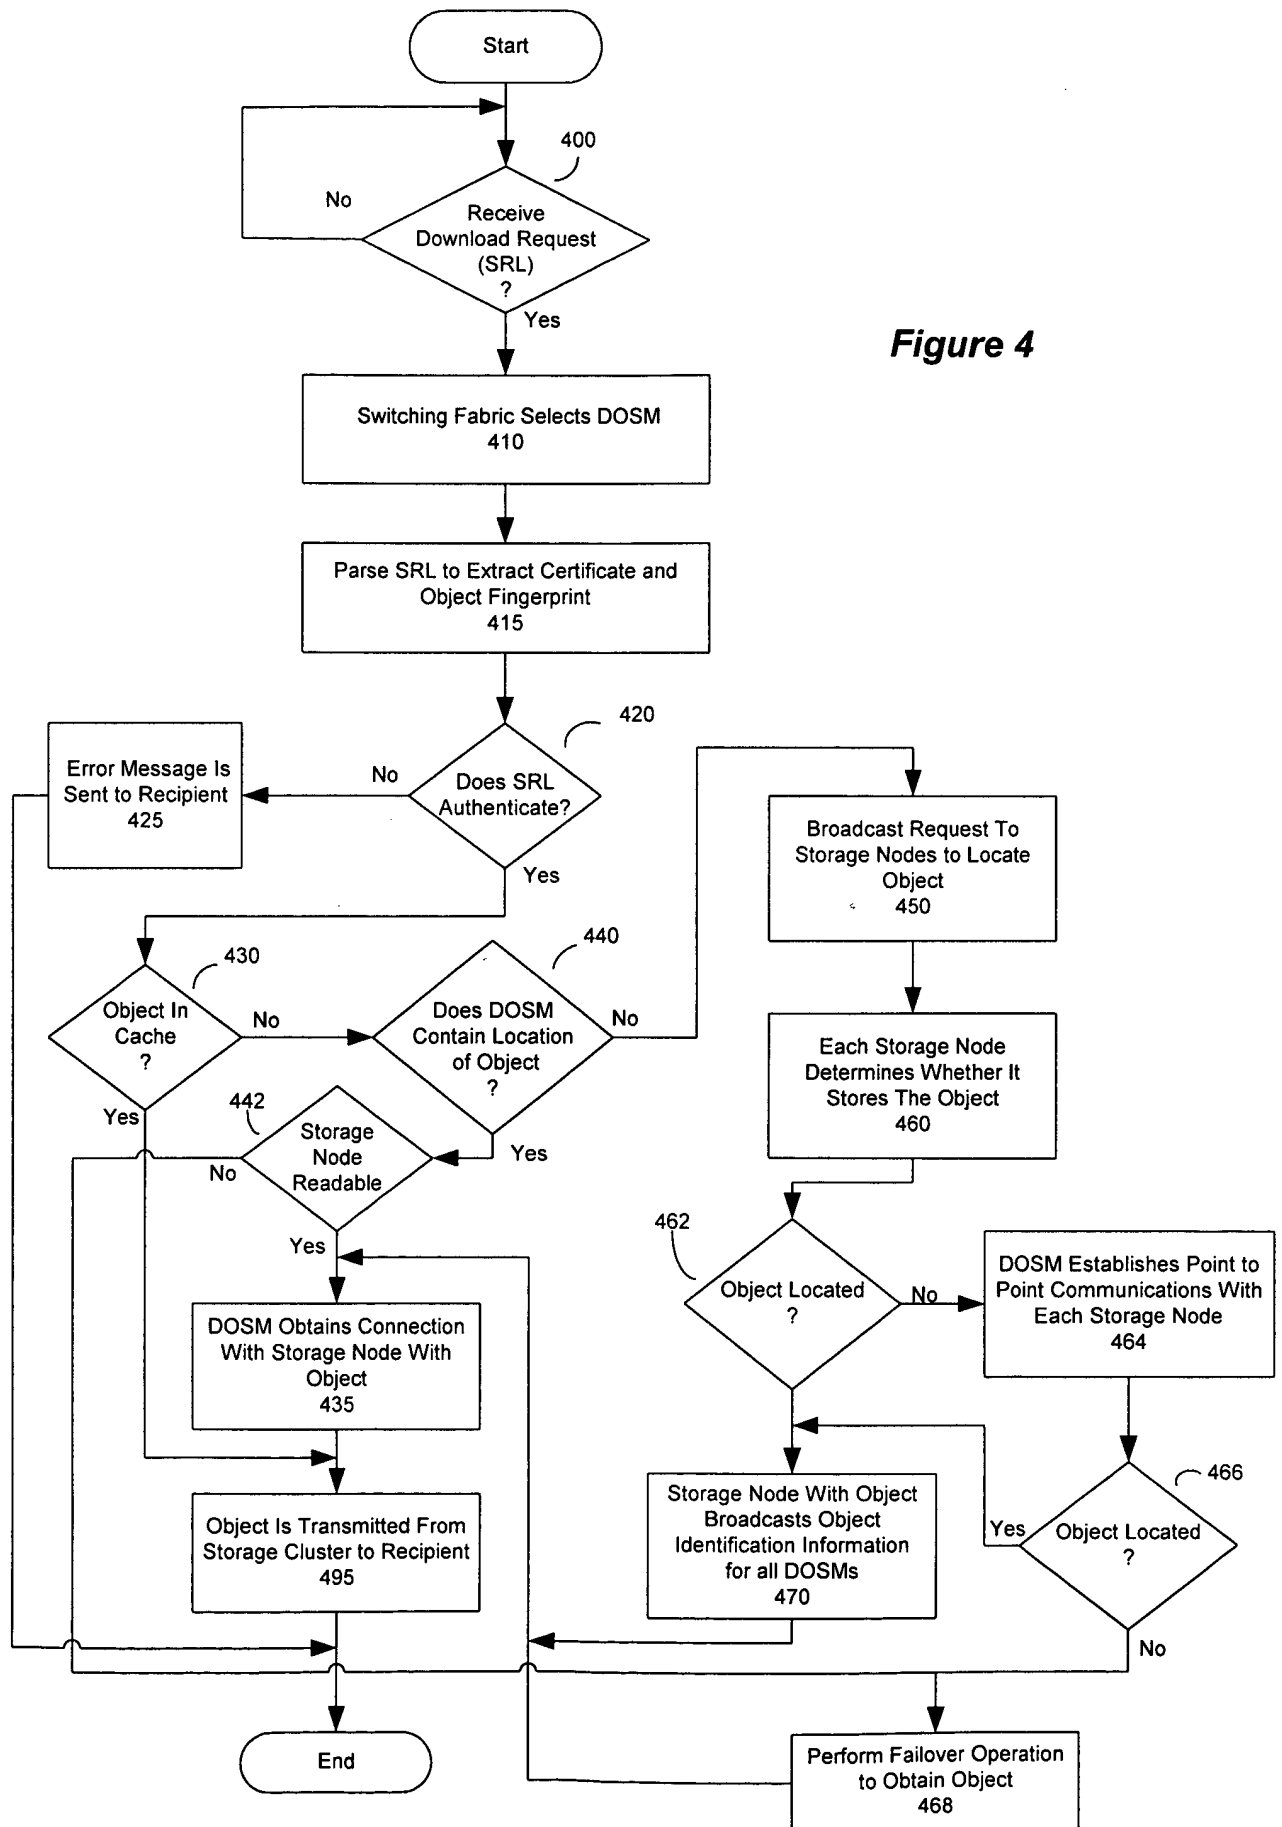 Start
400
No
Receive
Download Request
(SRL)
?
Yes
Figure 4
Switching Fabric Selects DOSM
410
Parse SRL to Extract Certificate and
Object Fingerprint
415
420
Error Message Is
Sent to Recipient
425
No
Does SRL
Authenticate?
Yes
Broadcast Request To
Storage Nodes to Locate
Object
450
430
Object In
Cache
?
No
Yes
440
Does DOSM
Contain Location
of Object
?
No
Yes
Each Storage Node
Determines Whether It
Stores The Object
460
442
Storage
Node
Readable
No
Yes
462
Object Located
?
No
DOSM Establishes Point to
Point Communications With
Each Storage Node
464
DOSM Obtains Connection
With Storage Node With
Object
435
466
Object Located
?
Yes
No
Storage Node With Object
Broadcasts Object
Identification Information
for all DOSMs
470
Object Is Transmitted From
Storage Cluster to Recipient
495
End
Perform Failover Operation
to Obtain Object
468